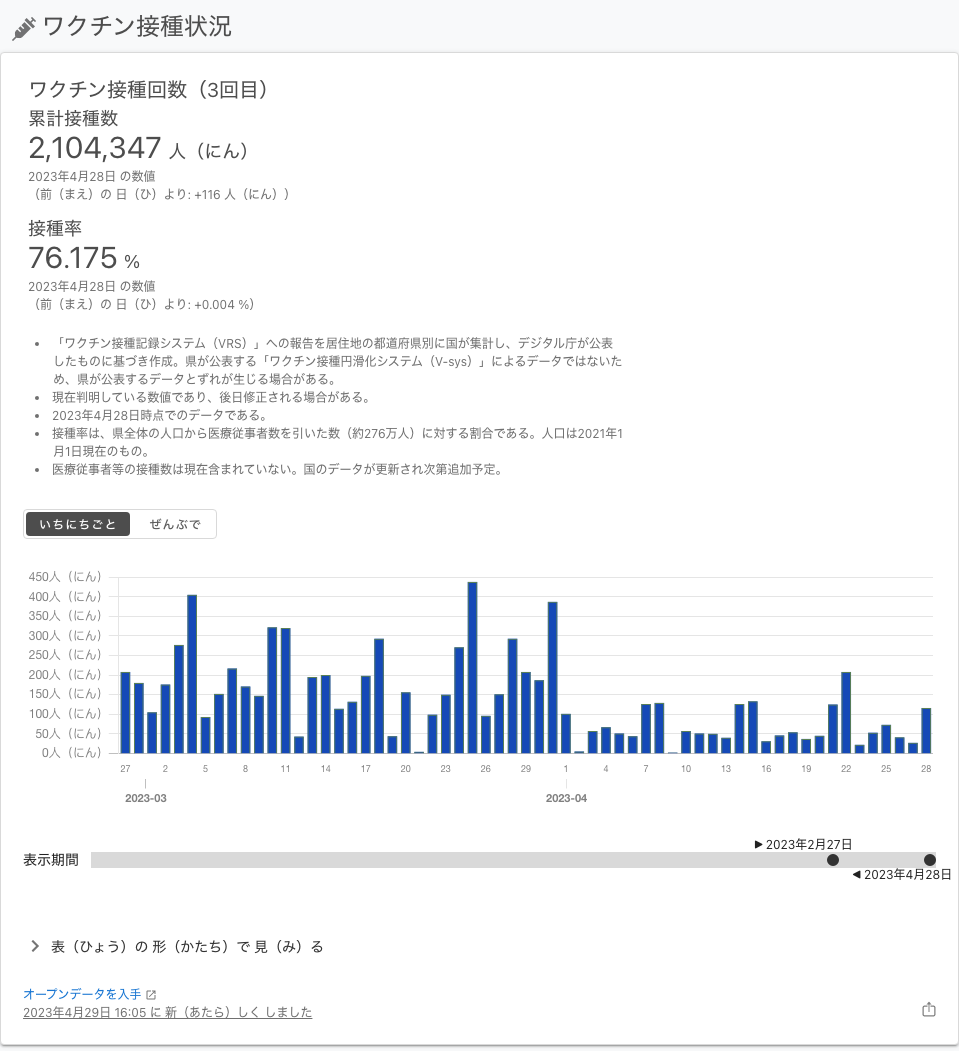 ワクチン接種状況
ワクチン接種回数（3回目）
累計接種数
2,104,347 人（にん）
2023年4月28日 の数値
（前（まえ）の 日（ひ）より: +116 人（にん））
接種率
76.175 %
2023年4月28日 の数値
（前（まえ）の 日（ひ）より: +0.004 %）
「ワクチン接種記録システム（VRS）」への報告を居住地の都道府県別に国が集計し、デジタル庁が公表
したものに基づき作成。県が公表する「ワクチン接種円滑化システム（V-sys）」によるデータではないた
め、県が公表するデータとずれが生じる場合がある。
現在判明している数値であり、後日修正される場合がある。
2023年4月28日時点でのデータである。
接種率は、県全体の人口から医療従事者数を引いた数（約276万人）に対する割合である。人口は2021年1
月1日現在のもの。
医療従事者等の接種数は現在含まれていない。国のデータが更新され次第追加予定。
いちにちごと ぜんぶで
450人（にん）
400人（にん）
350人（にん）
300人（にん）
250人（にん）
200人（にん）
150人（にん）
100人（にん）
50人（にん）
0人（にん）
27 2 5 8 11 14 17 20 23 26 29 1 4 7 10 13 16 19 22 25 28
2023-03 2023-04
2023年2月27日
表示期間
2023年4月28日
表（ひょう）の 形（かたち）で 見（み）る
オープンデータを入手
2023年4月29日 16:05 に 新（あたら）しく しました